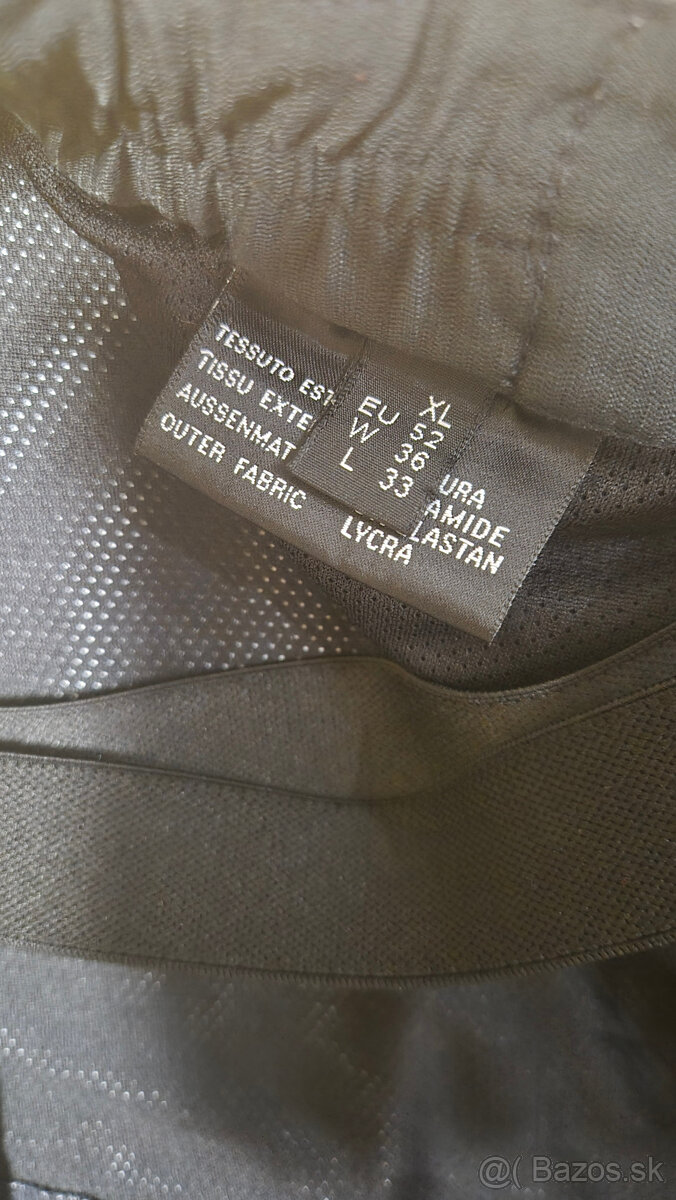 TESSUTO EST
TISSU EXTE
AUSSENMAT
OUTER FABRIC
XL
EU 52
W 36
L 33
URA
AMIDE
LASTAN
LYCRA
@( Bazos.sk